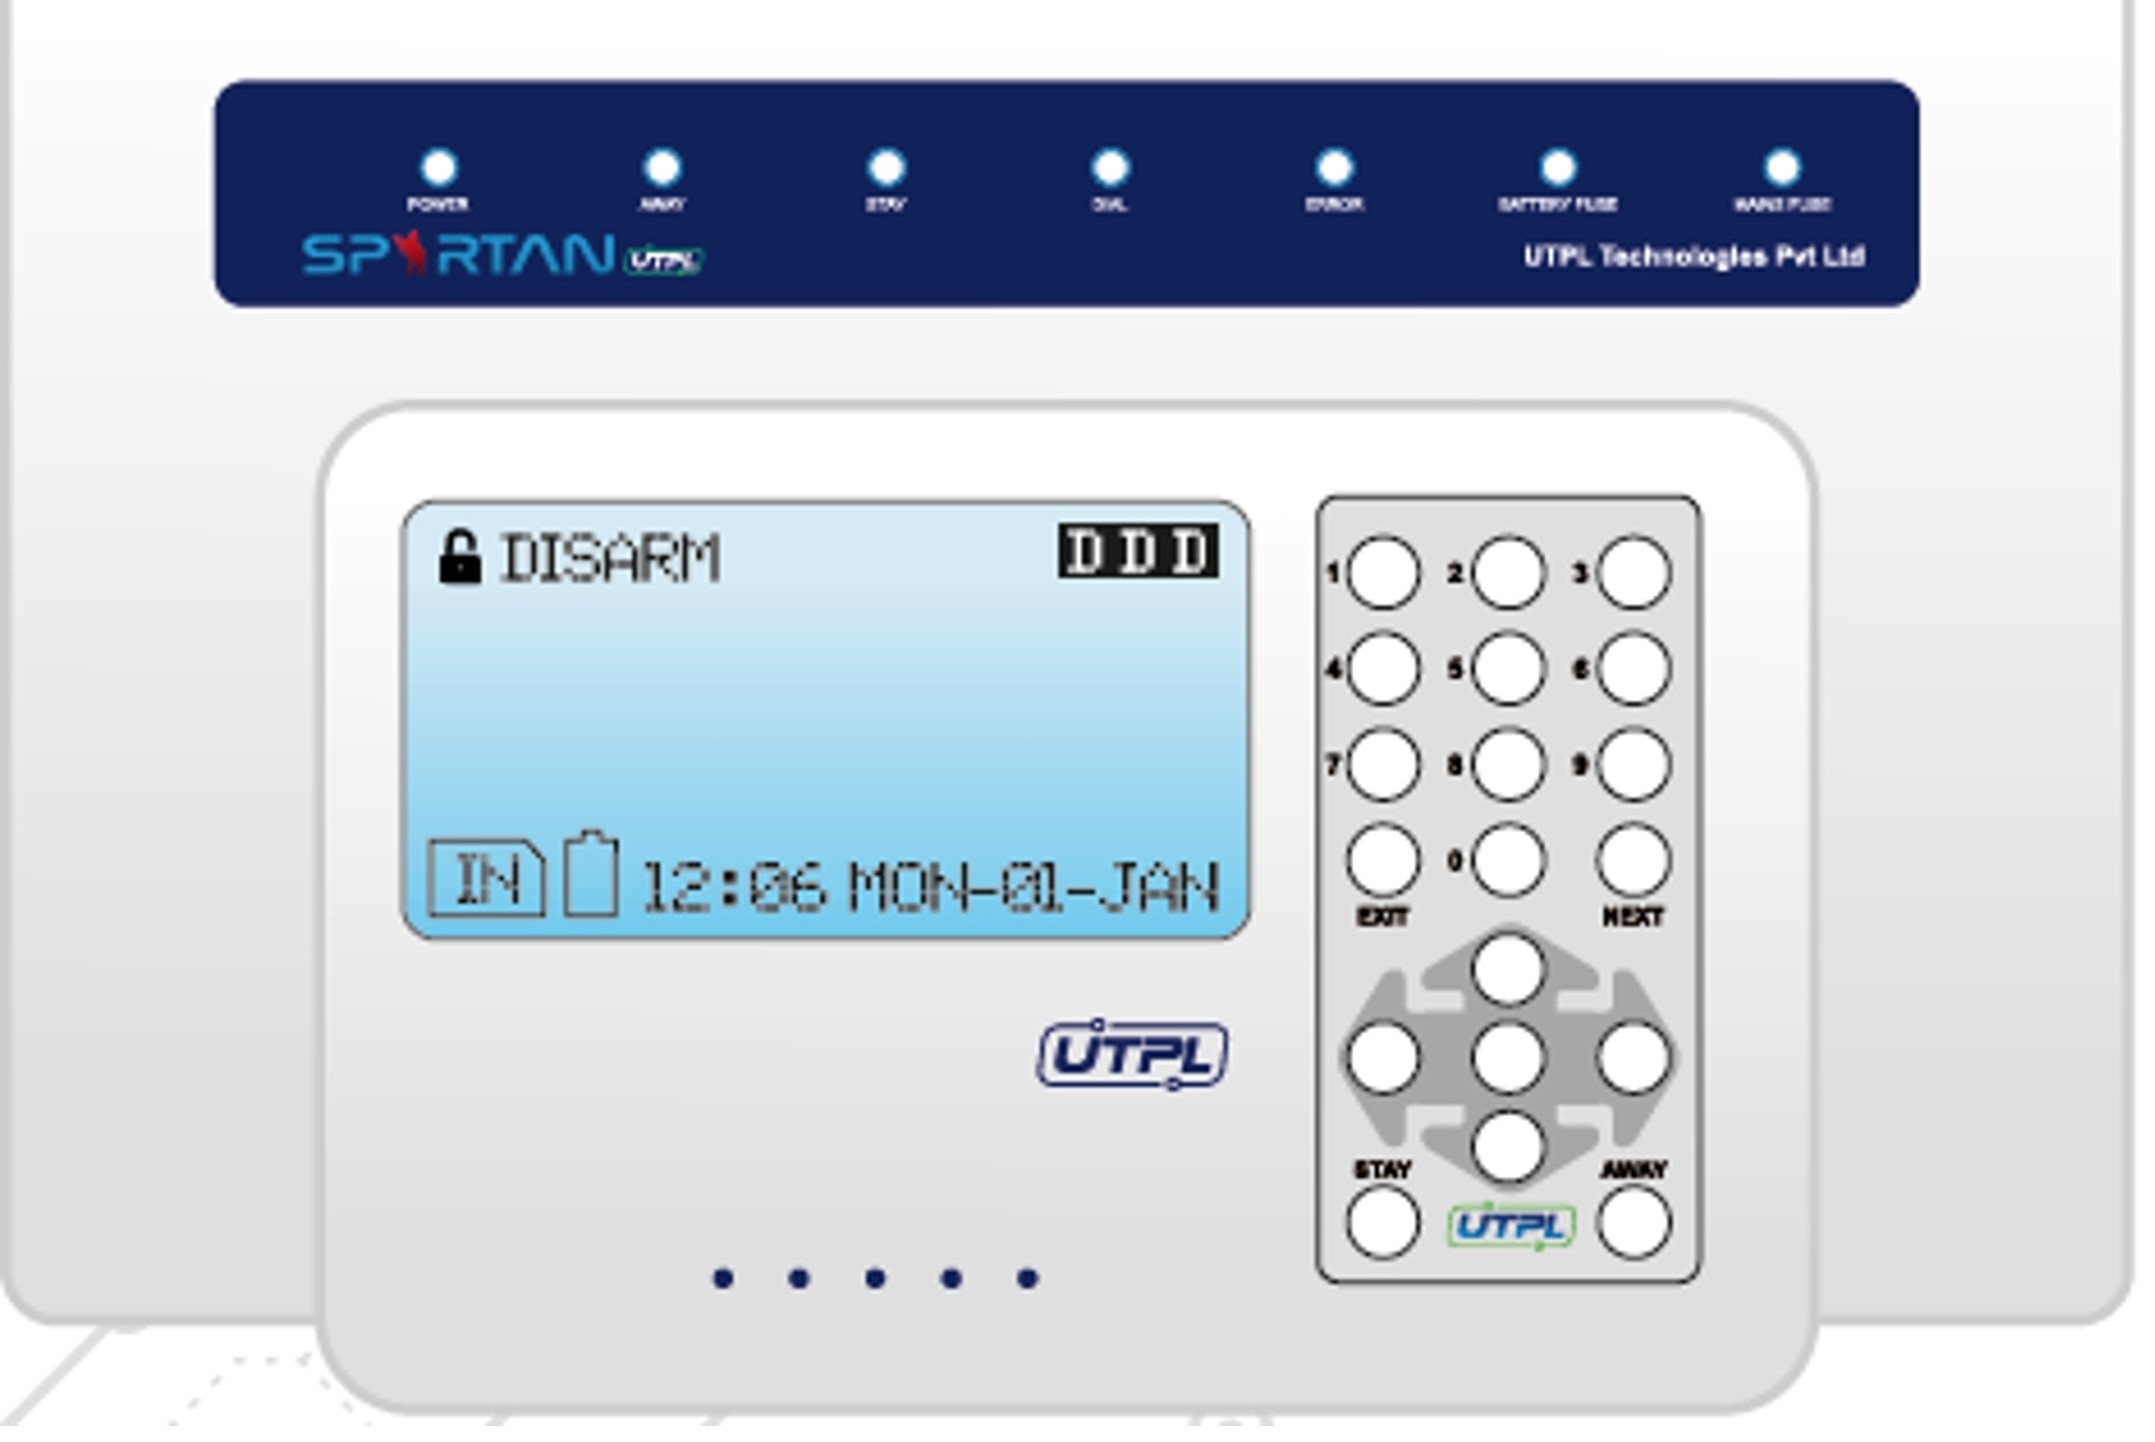 POWER AWAY STAY DIAL ERROR BATTERY FUSE MAINS FUSE
SPARTAN UTPL
UTPL Technologies Pvt Ltd
DISARM
D D D
IN 12:06 MON-01-JAN
UTPL
1 2 3
4 5 6
7 8 9
0
EXIT NEXT
STAY AWAY
UTPL